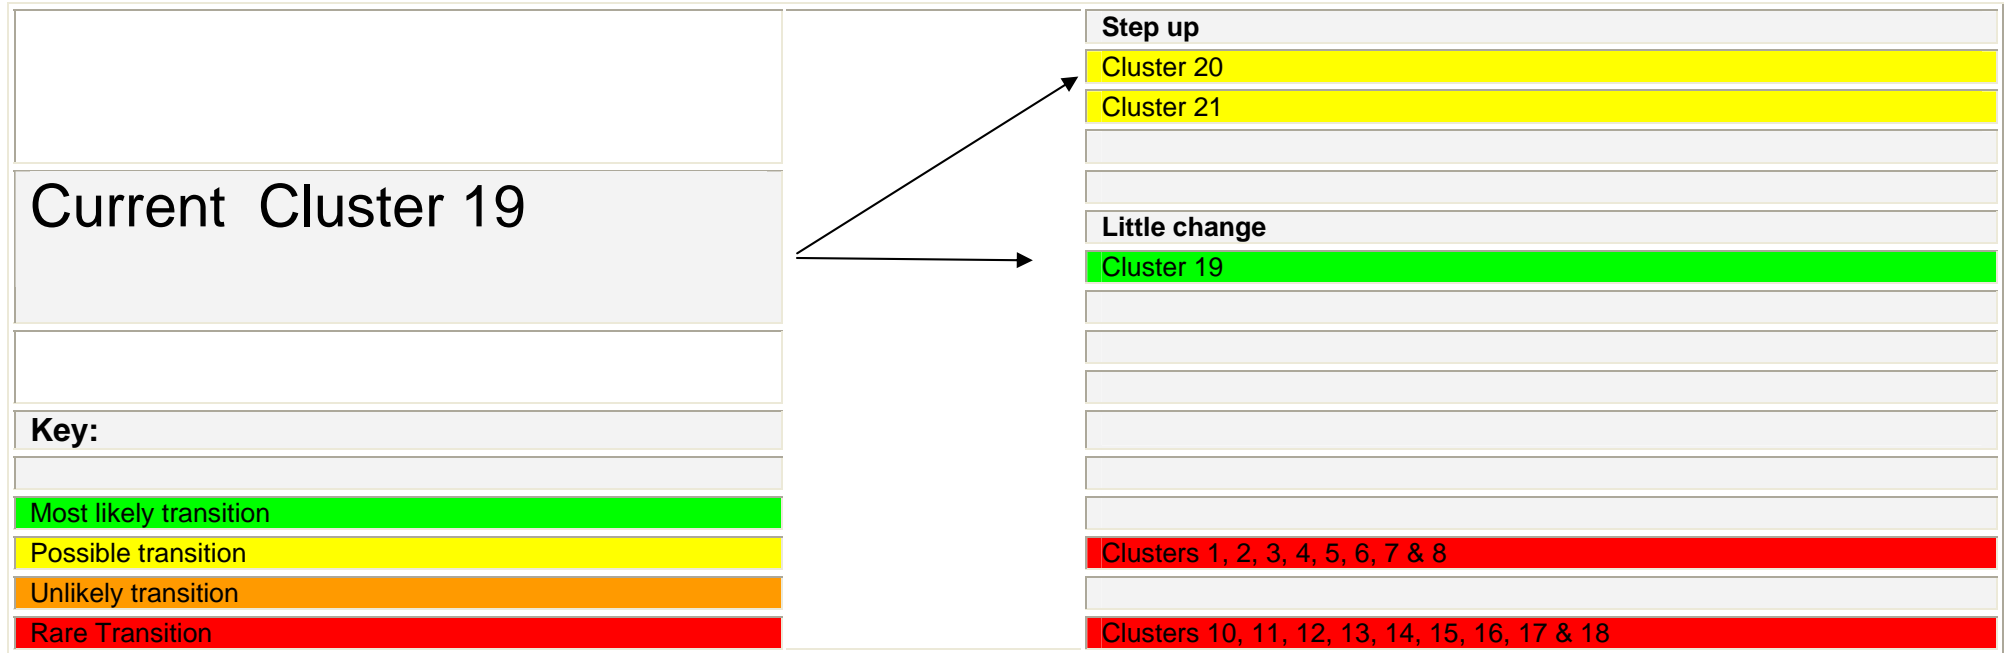 Step up
Cluster 20
Cluster 21
Current  Cluster 19
Little change
Cluster 19
Key:
Most likely transition
Possible transition
Clusters 1, 2, 3, 4, 5, 6, 7 & 8
Unlikely transition
Rare Transition
Clusters 10, 11, 12, 13, 14, 15, 16, 17 & 18